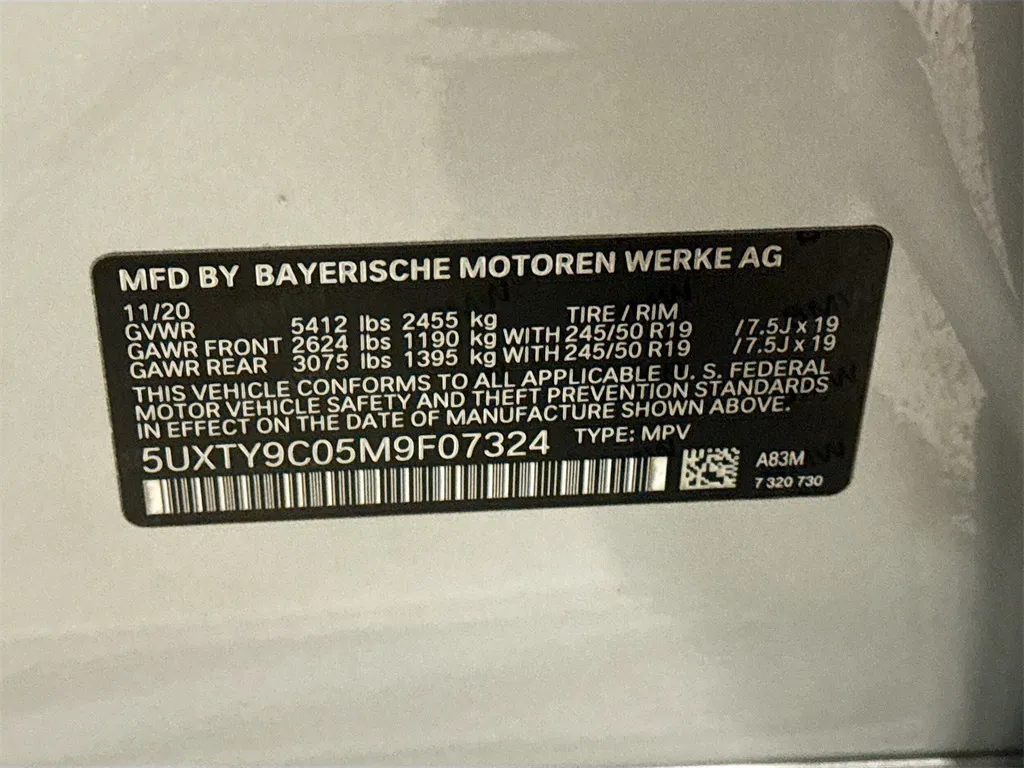 MFD BY BAYERISCHE MOTOREN WERKE AG
11/20 TIRE / RIM
GVWR 5412 lbs 2455 kg
GAWR FRONT 2624 lbs 1190 kg WITH 245/50 R19 / 7.5J x 19
GAWR REAR 3075 lbs 1395 kg WITH 245/50 R19 / 7.5J x 19
THIS VEHICLE CONFORMS TO ALL APPLICABLE U. S. FEDERAL
MOTOR VEHICLE SAFETY AND THEFT PREVENTION STANDARDS
IN EFFECT ON THE DATE OF MANUFACTURE SHOWN ABOVE.
5UXTY9C05M9F07324 TYPE: MPV
A83M
7 320 730